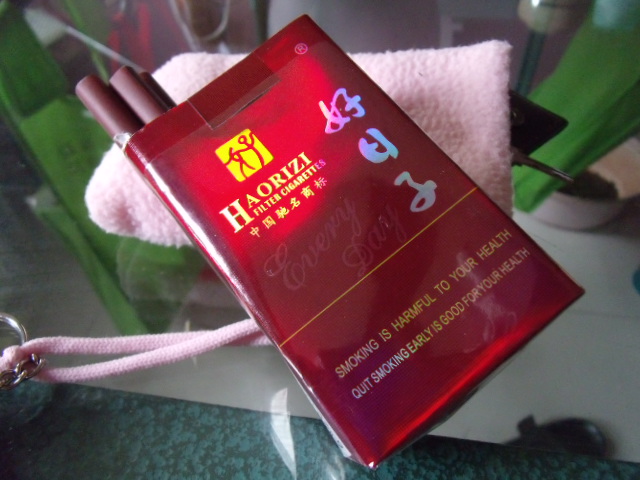 ®
好日子
HAORIZI
FILTER CIGARETTES
中国驰名商标
Every
Day
SMOKING IS HARMFUL TO YOUR HEALTH
QUIT SMOKING EARLY IS GOOD FOR YOUR HEALTH